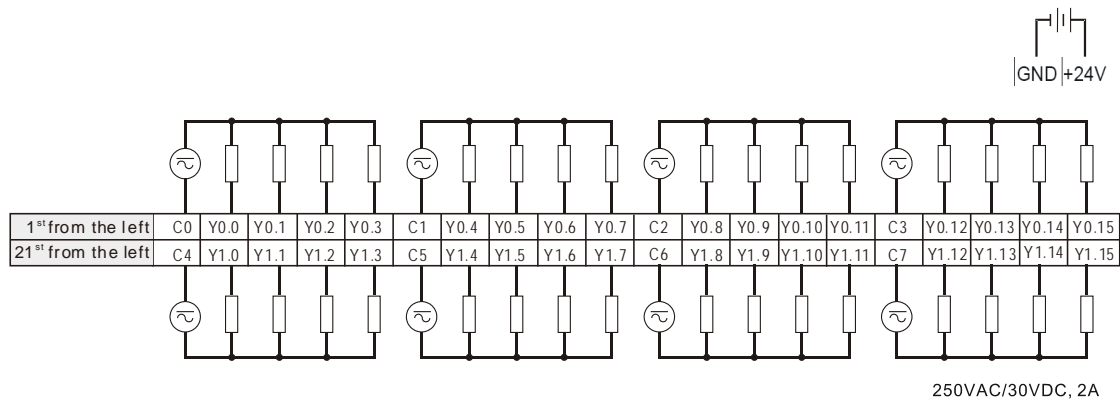 GND +24V
1st from the left C0 Y0.0 Y0.1 Y0.2 Y0.3 C1 Y0.4 Y0.5 Y0.6 Y0.7 C2 Y0.8 Y0.9 Y0.10 Y0.11 C3 Y0.12 Y0.13 Y0.14 Y0.15
21st from the left C4 Y1.0 Y1.1 Y1.2 Y1.3 C5 Y1.4 Y1.5 Y1.6 Y1.7 C6 Y1.8 Y1.9 Y1.10 Y1.11 C7 Y1.12 Y1.13 Y1.14 Y1.15
250VAC/30VDC, 2A